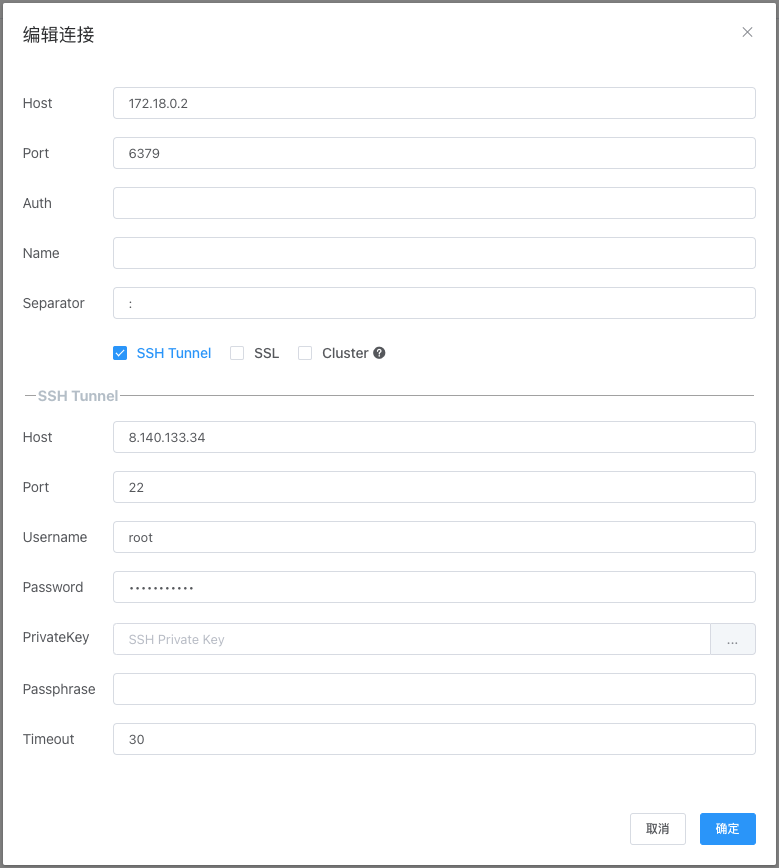 编辑连接
Host 172.18.0.2
Port 6379
Auth
Name
Separator :
SSH Tunnel SSL Cluster ?
SSH Tunnel
Host 8.140.133.34
Port 22
Username root
Password •••••••••••
PrivateKey SSH Private Key ...
Passphrase
Timeout 30
取消 确定